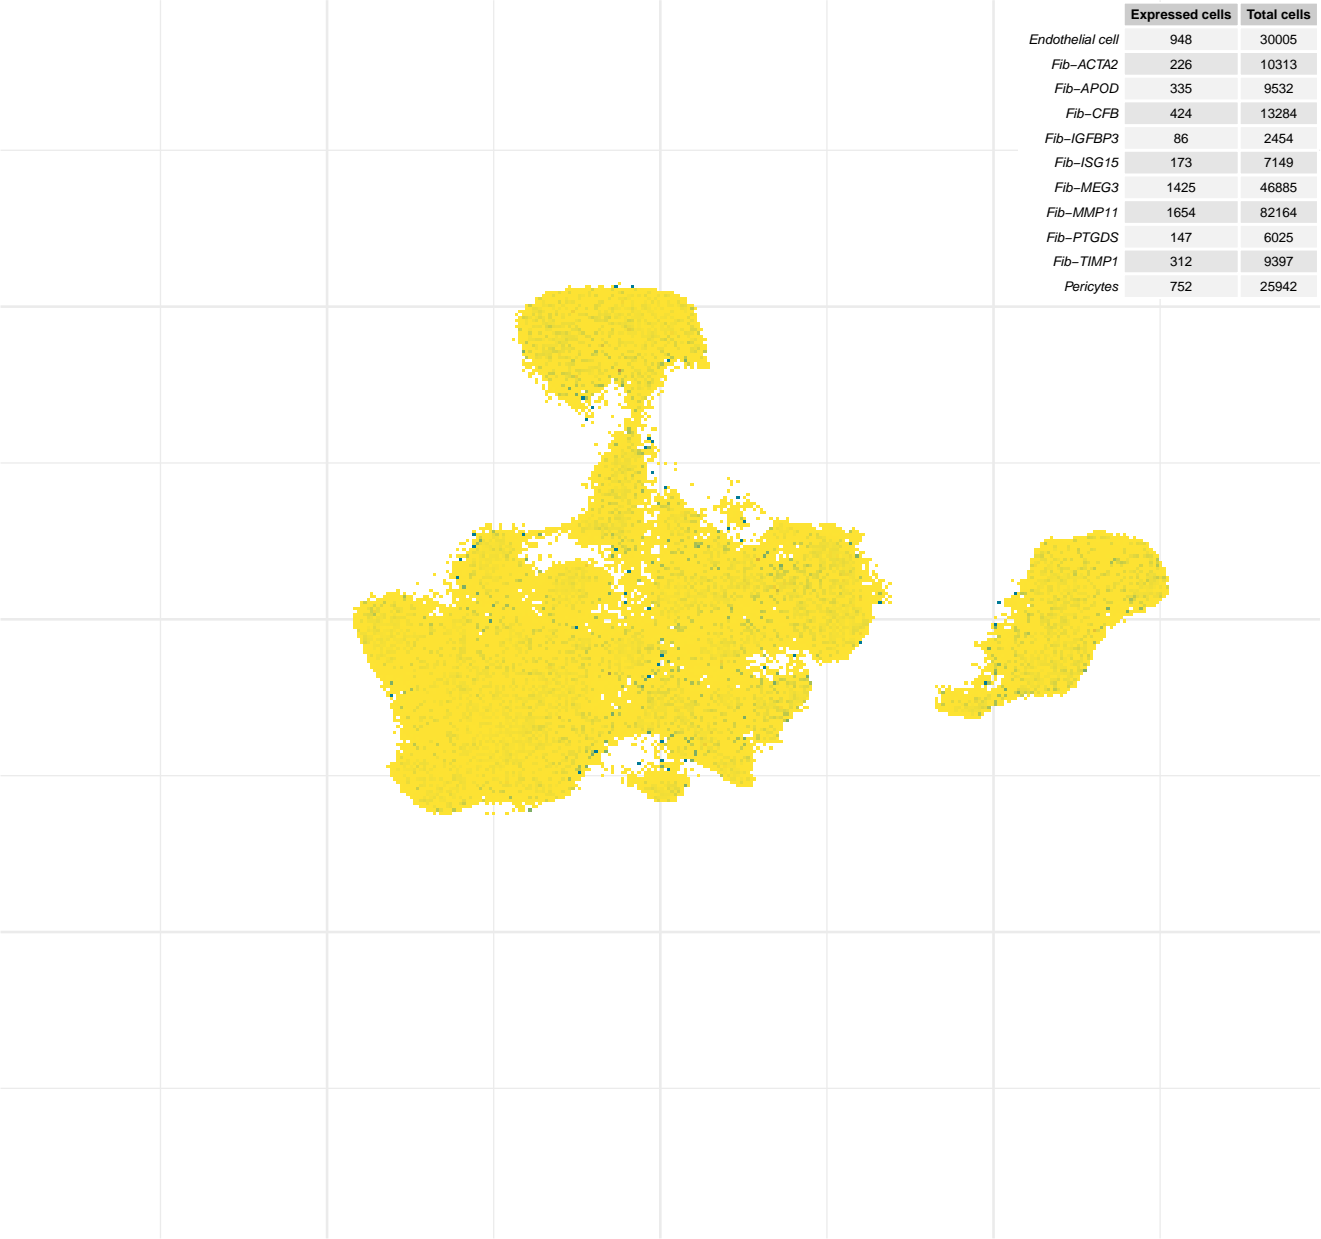 Expressed cells Total cells
Endothelial cell 948 30005
Fib−ACTA2 226 10313
Fib−APOD 335 9532
Fib−CFB 424 13284
Fib−IGFBP3 86 2454
Fib−ISG15 173 7149
Fib−MEG3 1425 46885
Fib−MMP11 1654 82164
Fib−PTGDS 147 6025
Fib−TIMP1 312 9397
Pericytes 752 25942